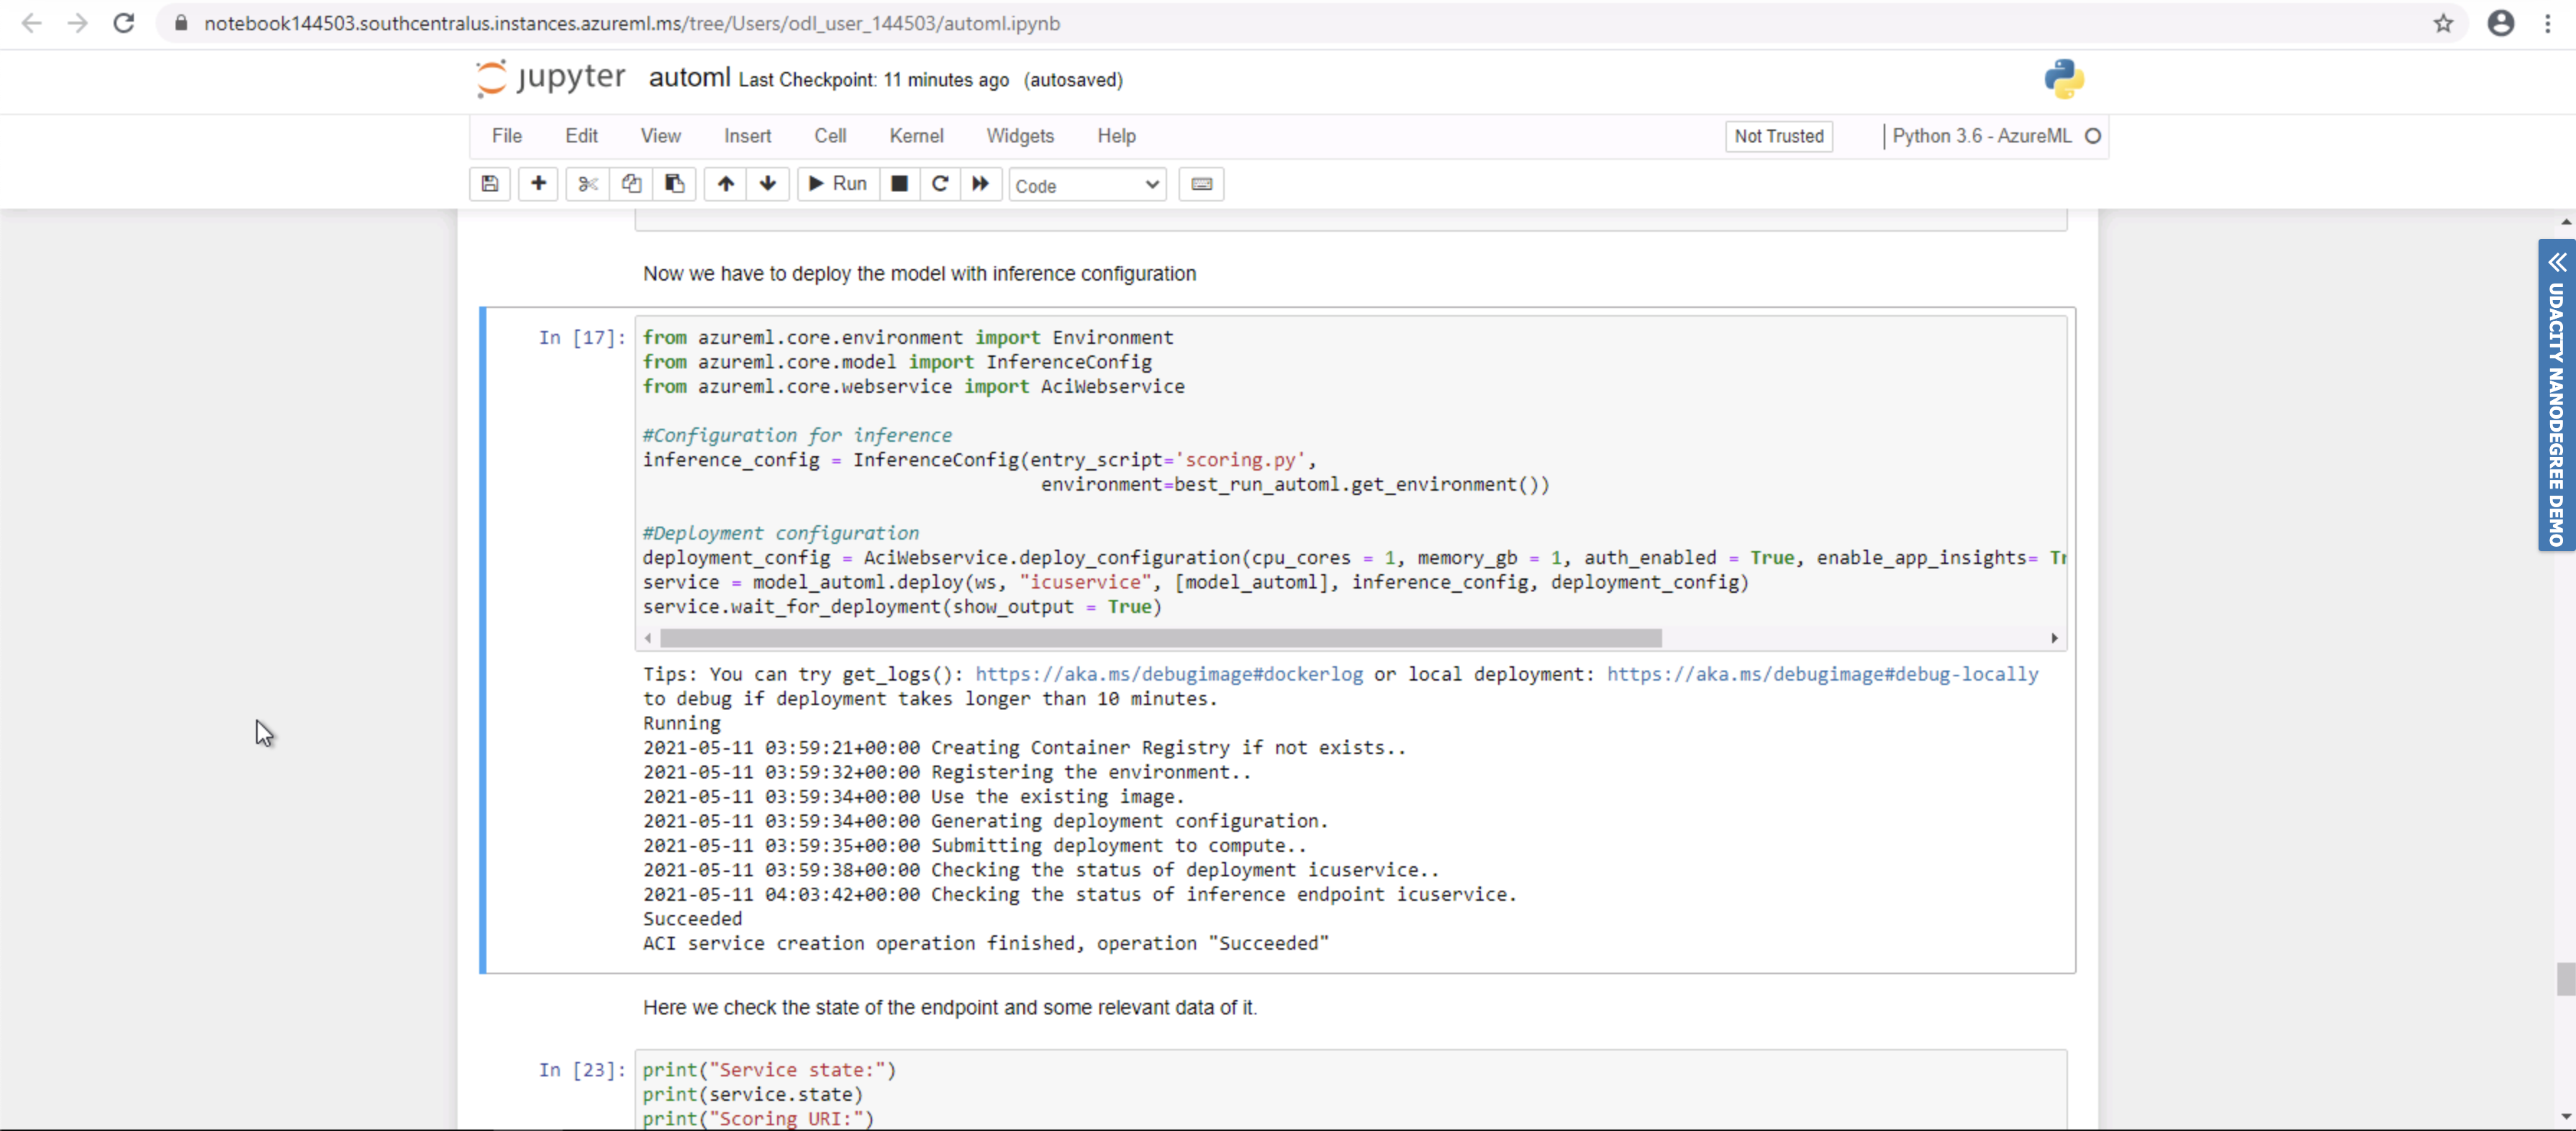 notebook144503.southcentralus.instances.azureml.ms/tree/Users/odl_user_144503/automl.ipynb
jupyter automl Last Checkpoint: 11 minutes ago (autosaved)
File Edit View Insert Cell Kernel Widgets Help Not Trusted Python 3.6 - AzureML
Run Code
Now we have to deploy the model with inference configuration
In [17]:
from azureml.core.environment import Environment
from azureml.core.model import InferenceConfig
from azureml.core.webservice import AciWebservice
#Configuration for inference
inference_config = InferenceConfig(entry_script='scoring.py',
environment=best_run_automl.get_environment())
#Deployment configuration
deployment_config = AciWebservice.deploy_configuration(cpu_cores = 1, memory_gb = 1, auth_enabled = True, enable_app_insights= Tr
service = model_automl.deploy(ws, "icuservice", [model_automl], inference_config, deployment_config)
service.wait_for_deployment(show_output = True)
Tips: You can try get_logs(): https://aka.ms/debugimage#dockerlog or local deployment: https://aka.ms/debugimage#debug-locally
to debug if deployment takes longer than 10 minutes.
Running
2021-05-11 03:59:21+00:00 Creating Container Registry if not exists..
2021-05-11 03:59:32+00:00 Registering the environment..
2021-05-11 03:59:34+00:00 Use the existing image.
2021-05-11 03:59:34+00:00 Generating deployment configuration.
2021-05-11 03:59:35+00:00 Submitting deployment to compute..
2021-05-11 03:59:38+00:00 Checking the status of deployment icuservice..
2021-05-11 04:03:42+00:00 Checking the status of inference endpoint icuservice.
Succeeded
ACI service creation operation finished, operation "Succeeded"
Here we check the state of the endpoint and some relevant data of it.
In [23]:
print("Service state:")
print(service.state)
print("Scoring URI:")
UDACITY NANODEGREE DEMO